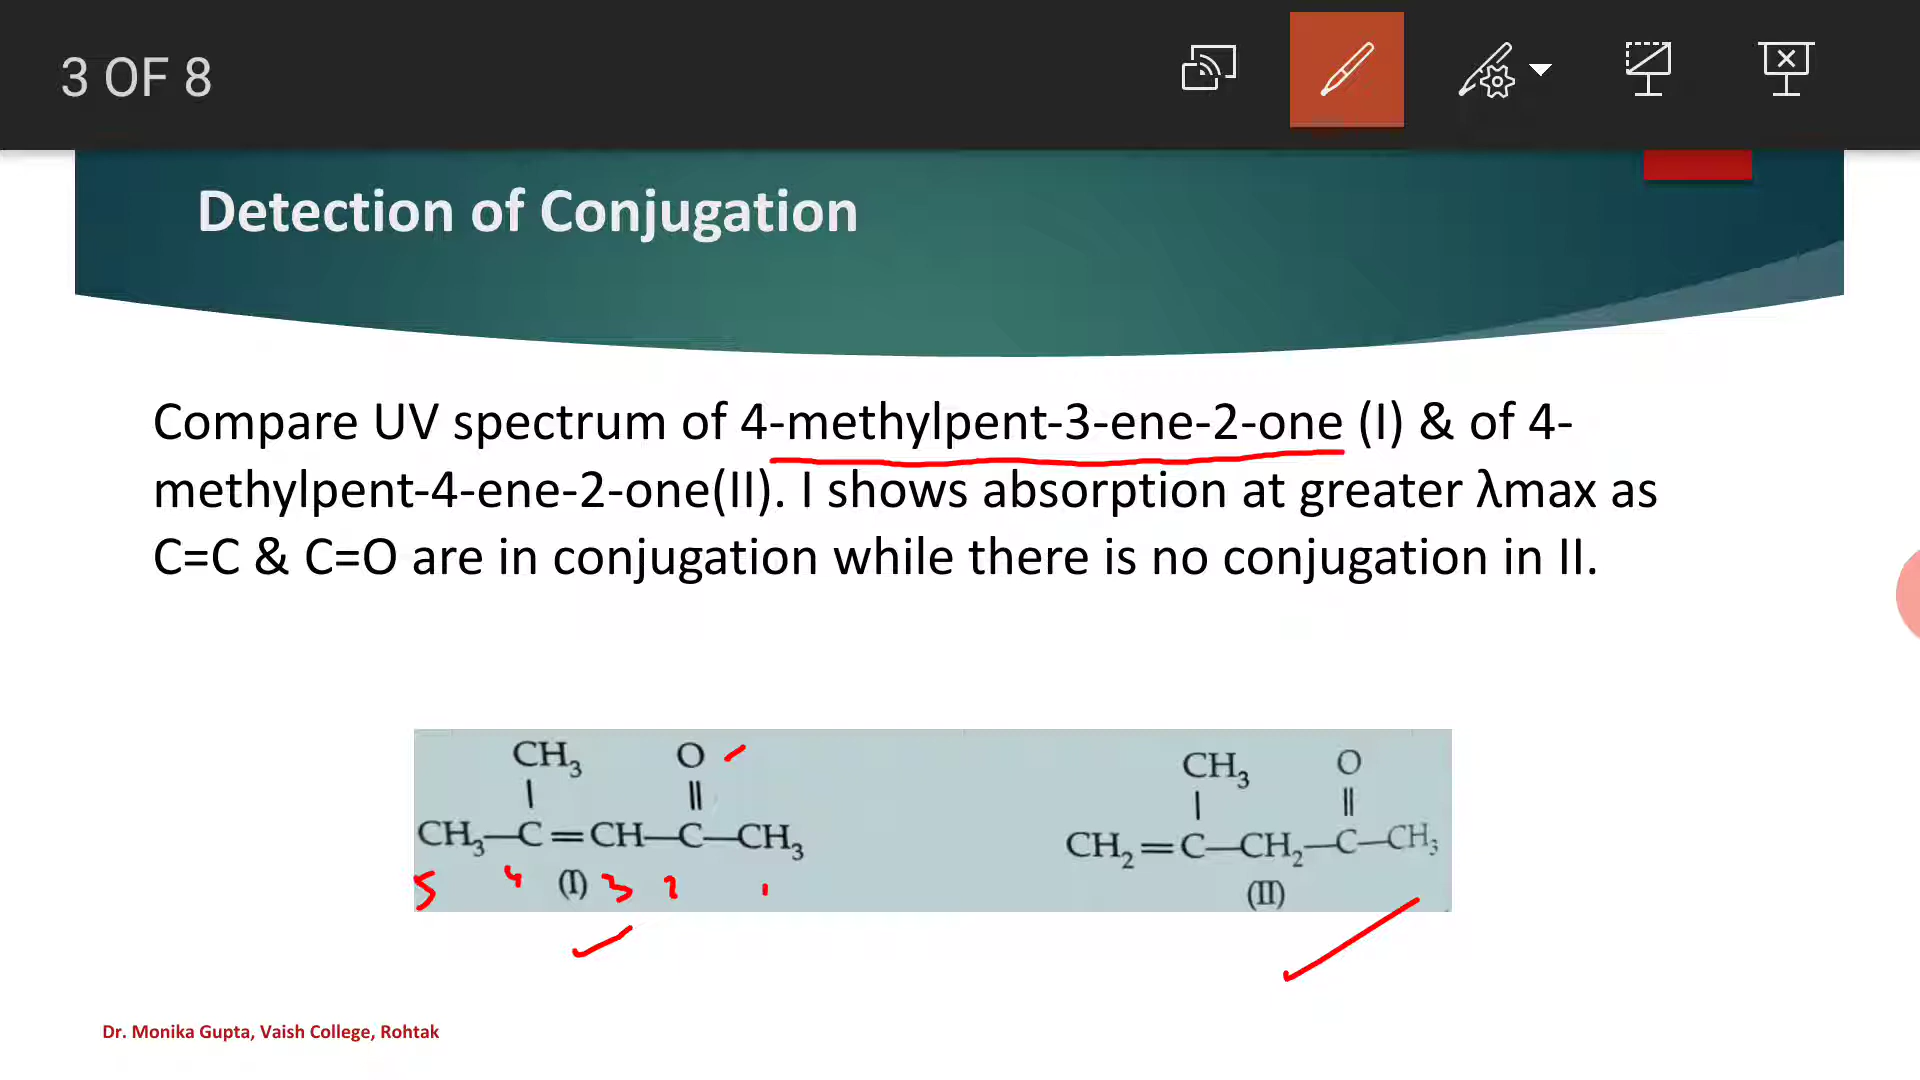 3 OF 8
Detection of Conjugation
Compare UV spectrum of 4-methylpent-3-ene-2-one (I) & of 4-
methylpent-4-ene-2-one(II). I shows absorption at greater λmax as
C=C & C=O are in conjugation while there is no conjugation in II.
CH₃ O
CH₃—C=CH—C—CH₃
5 4 (I) 3 2 1
CH₃ O
CH₂=C—CH₂—C—CH₃
(II)
Dr. Monika Gupta, Vaish College, Rohtak